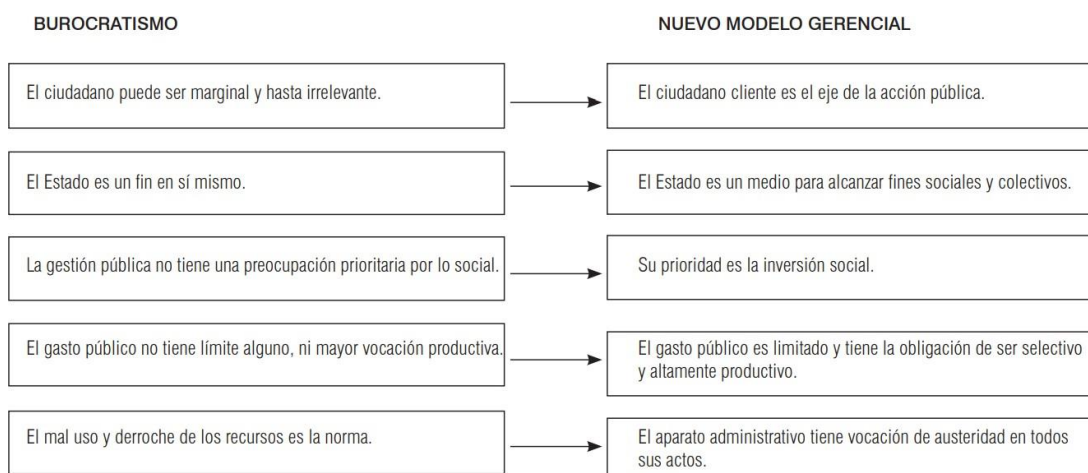 BUROCRATISMO
NUEVO MODELO GERENCIAL
El ciudadano puede ser marginal y hasta irrelevante.
El ciudadano cliente es el eje de la acción pública.
El Estado es un fin en sí mismo.
El Estado es un medio para alcanzar fines sociales y colectivos.
La gestión pública no tiene una preocupación prioritaria por lo social.
Su prioridad es la inversión social.
El gasto público no tiene límite alguno, ni mayor vocación productiva.
El gasto público es limitado y tiene la obligación de ser selectivo
y altamente productivo.
El mal uso y derroche de los recursos es la norma.
El aparato administrativo tiene vocación de austeridad en todos
sus actos.